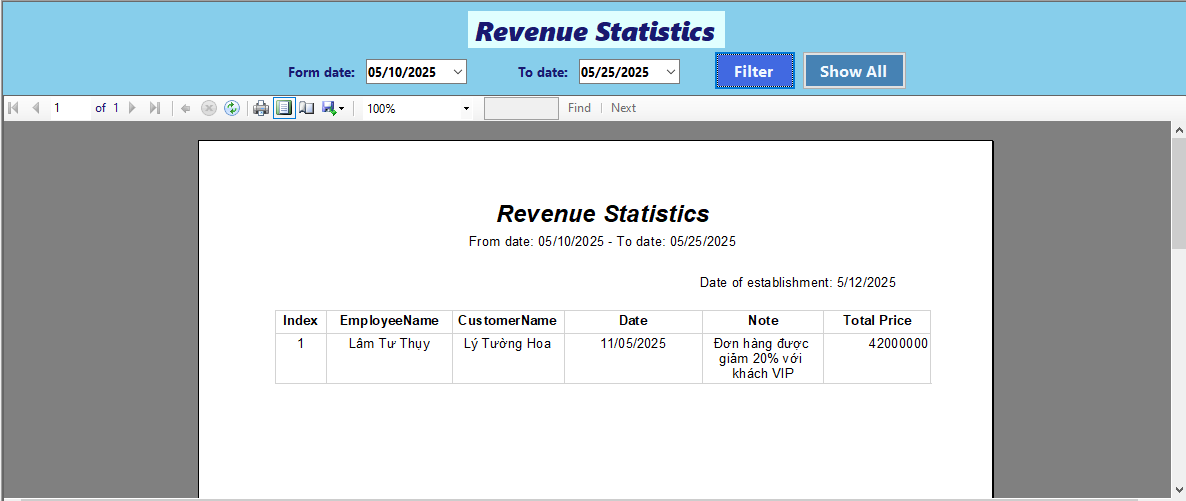 Revenue Statistics
Form date: 05/10/2025 To date: 05/25/2025 Filter Show All
1 of 1 100% Find | Next
Revenue Statistics
From date: 05/10/2025 - To date: 05/25/2025
Date of establishment: 5/12/2025
Index EmployeeName CustomerName Date Note Total Price
1 Lâm Tư Thụy Lý Tường Hoa 11/05/2025 Đơn hàng được 42000000
giảm 20% với
khách VIP